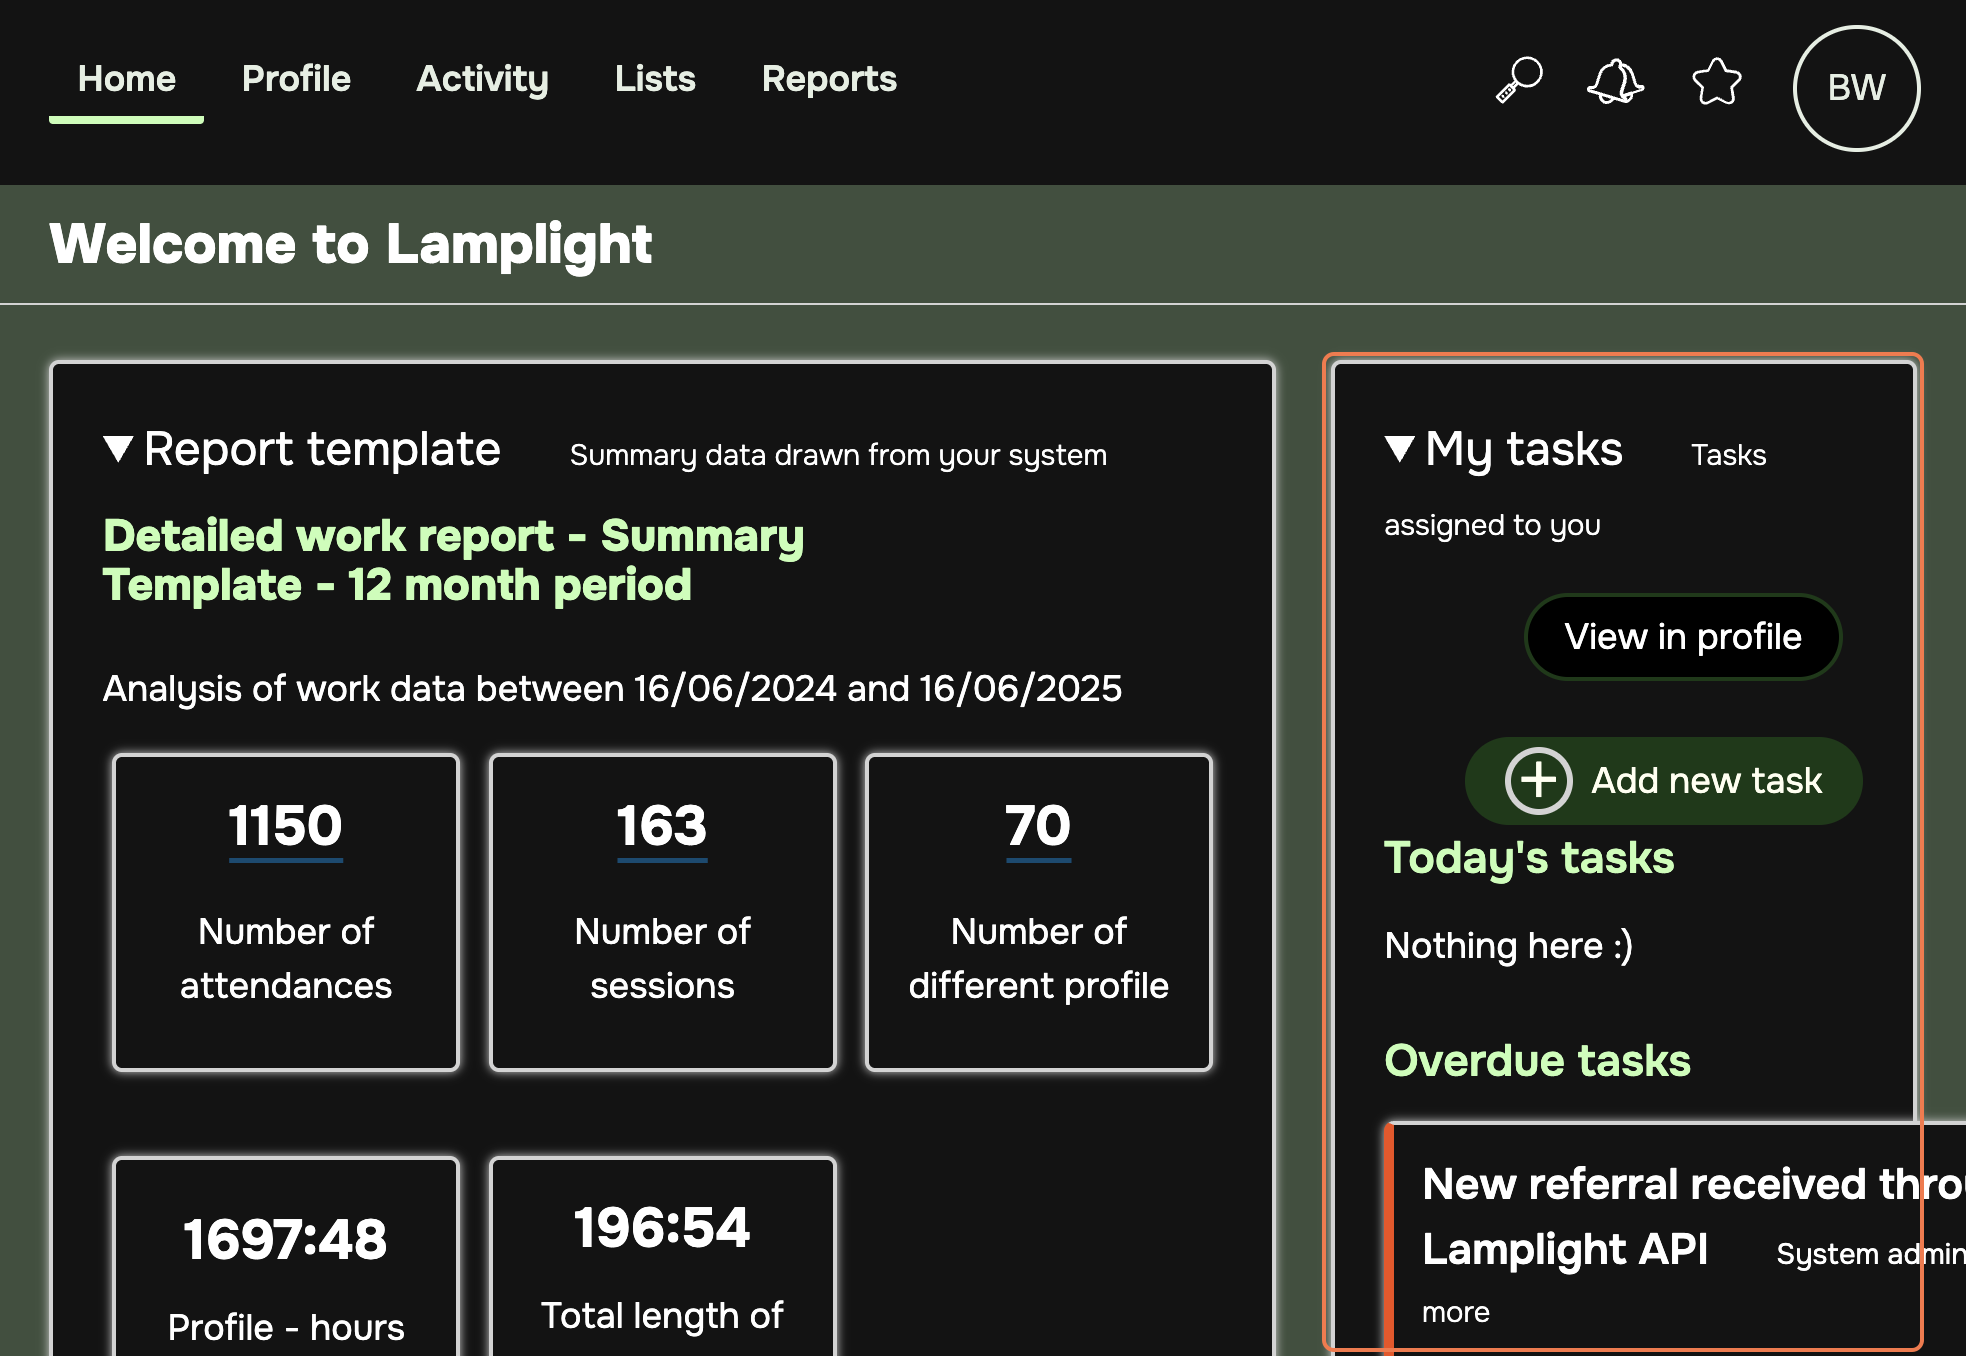 Home Profile Activity Lists Reports BW
Welcome to Lamplight
Report template Summary data drawn from your system
Detailed work report - Summary
Template - 12 month period
Analysis of work data between 16/06/2024 and 16/06/2025
1150
Number of
attendances
163
Number of
sessions
70
Number of
different profile
1697:48
Profile - hours
196:54
Total length of
My tasks Tasks
assigned to you
View in profile
Add new task
Today's tasks
Nothing here :)
Overdue tasks
New referral received throu
Lamplight API System admin
more